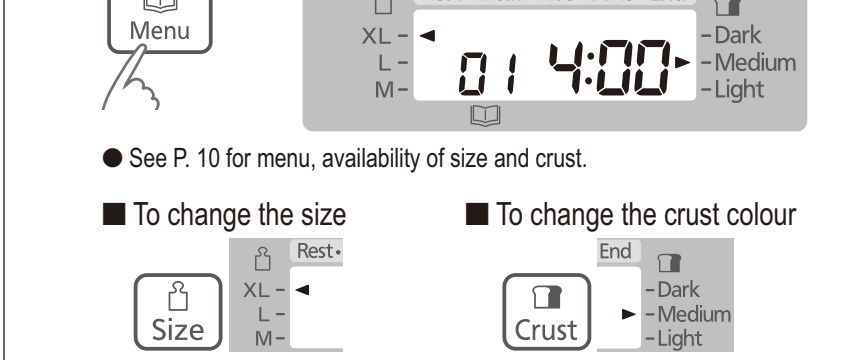 Menu
XL – – Dark
L – 01 4:00 – Medium
M – – Light
● See P. 10 for menu, availability of size and crust.
■ To change the size
■ To change the crust colour
Rest •
XL –
L –
M –
Size
End
– Dark
– Medium
– Light
Crust